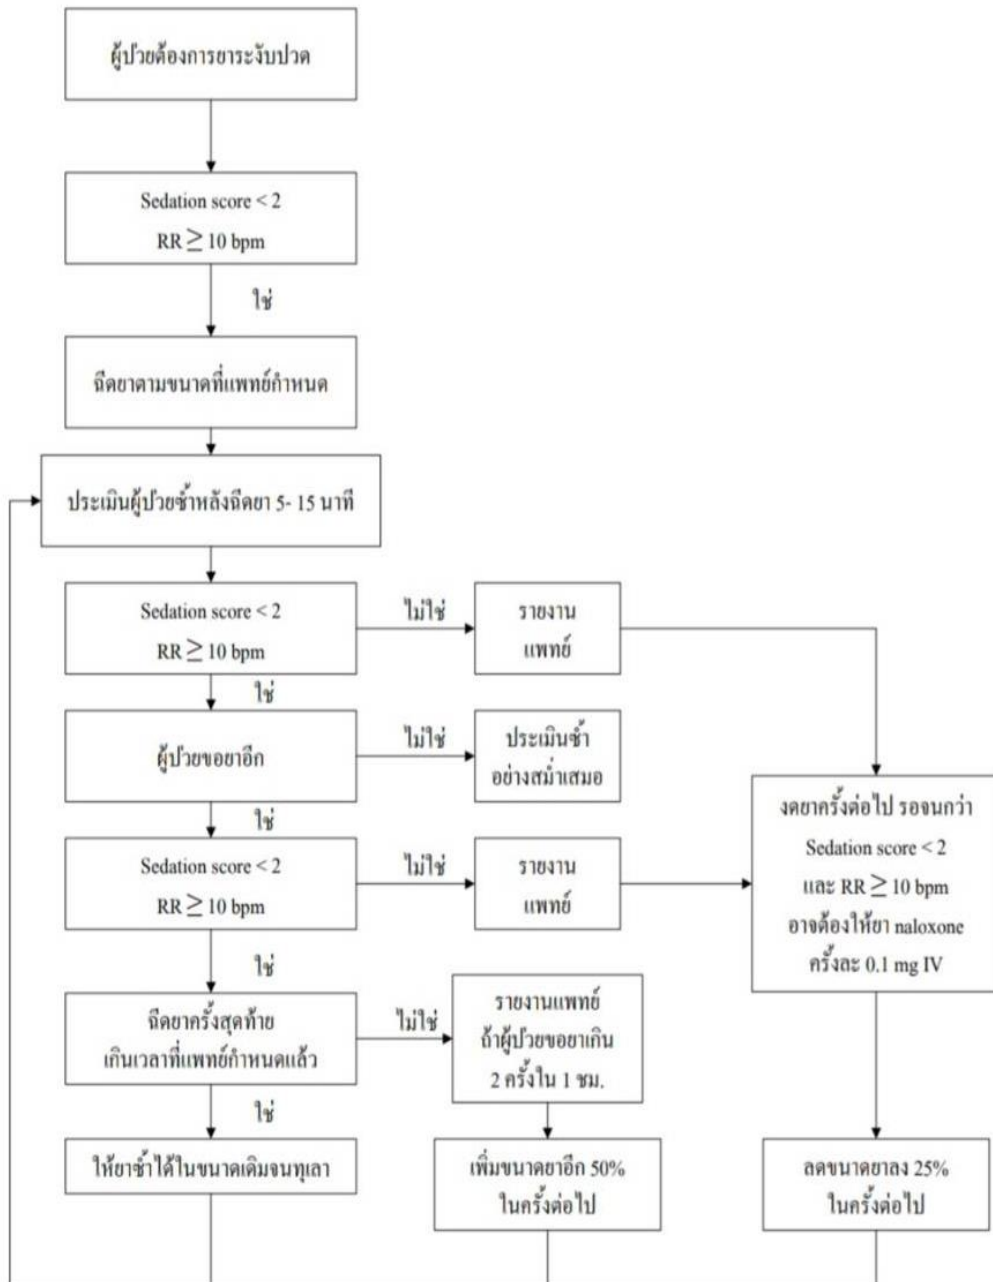 ผู้ป่วยต้องการยาระงับปวด
Sedation score < 2
RR ≥ 10 bpm
ใช่
ฉีดยาตามขนาดที่แพทย์กำหนด
ประเมินผู้ป่วยซ้ำหลังฉีดยา 5- 15 นาที
Sedation score < 2
RR ≥ 10 bpm
ไม่ใช่
รายงาน
แพทย์
ใช่
ผู้ป่วยขอยาอีก
ไม่ใช่
ประเมินซ้ำ
อย่างสม่ำเสมอ
ใช่
Sedation score < 2
RR ≥ 10 bpm
ไม่ใช่
รายงาน
แพทย์
งดยาครั้งต่อไป รอจนกว่า
Sedation score < 2
และ RR ≥ 10 bpm
อาจต้องให้ยา naloxone
ครั้งละ 0.1 mg IV
ใช่
ฉีดยาครั้งสุดท้าย
เกินเวลาที่แพทย์กำหนดแล้ว
ไม่ใช่
รายงานแพทย์
ถ้าผู้ป่วยขอยาเกิน
2 ครั้งใน 1 ชม.
ใช่
ให้ยาซ้ำได้ในขนาดเดิมจนทุเลา
เพิ่มขนาดยาอีก 50%
ในครั้งต่อไป
ลดขนาดยาลง 25%
ในครั้งต่อไป